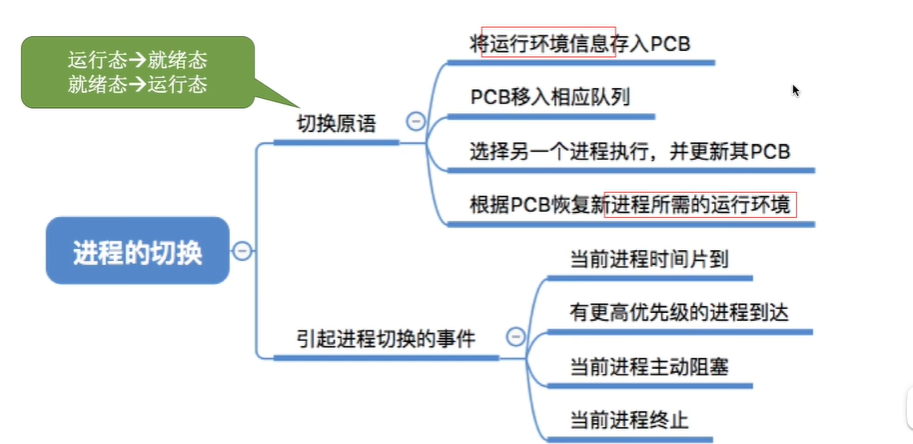 运行态→就绪态
就绪态→运行态
将运行环境信息存入PCB
PCB移入相应队列
切换原语
选择另一个进程执行，并更新其PCB
根据PCB恢复新进程所需的运行环境
进程的切换
当前进程时间片到
有更高优先级的进程到达
引起进程切换的事件
当前进程主动阻塞
当前进程终止